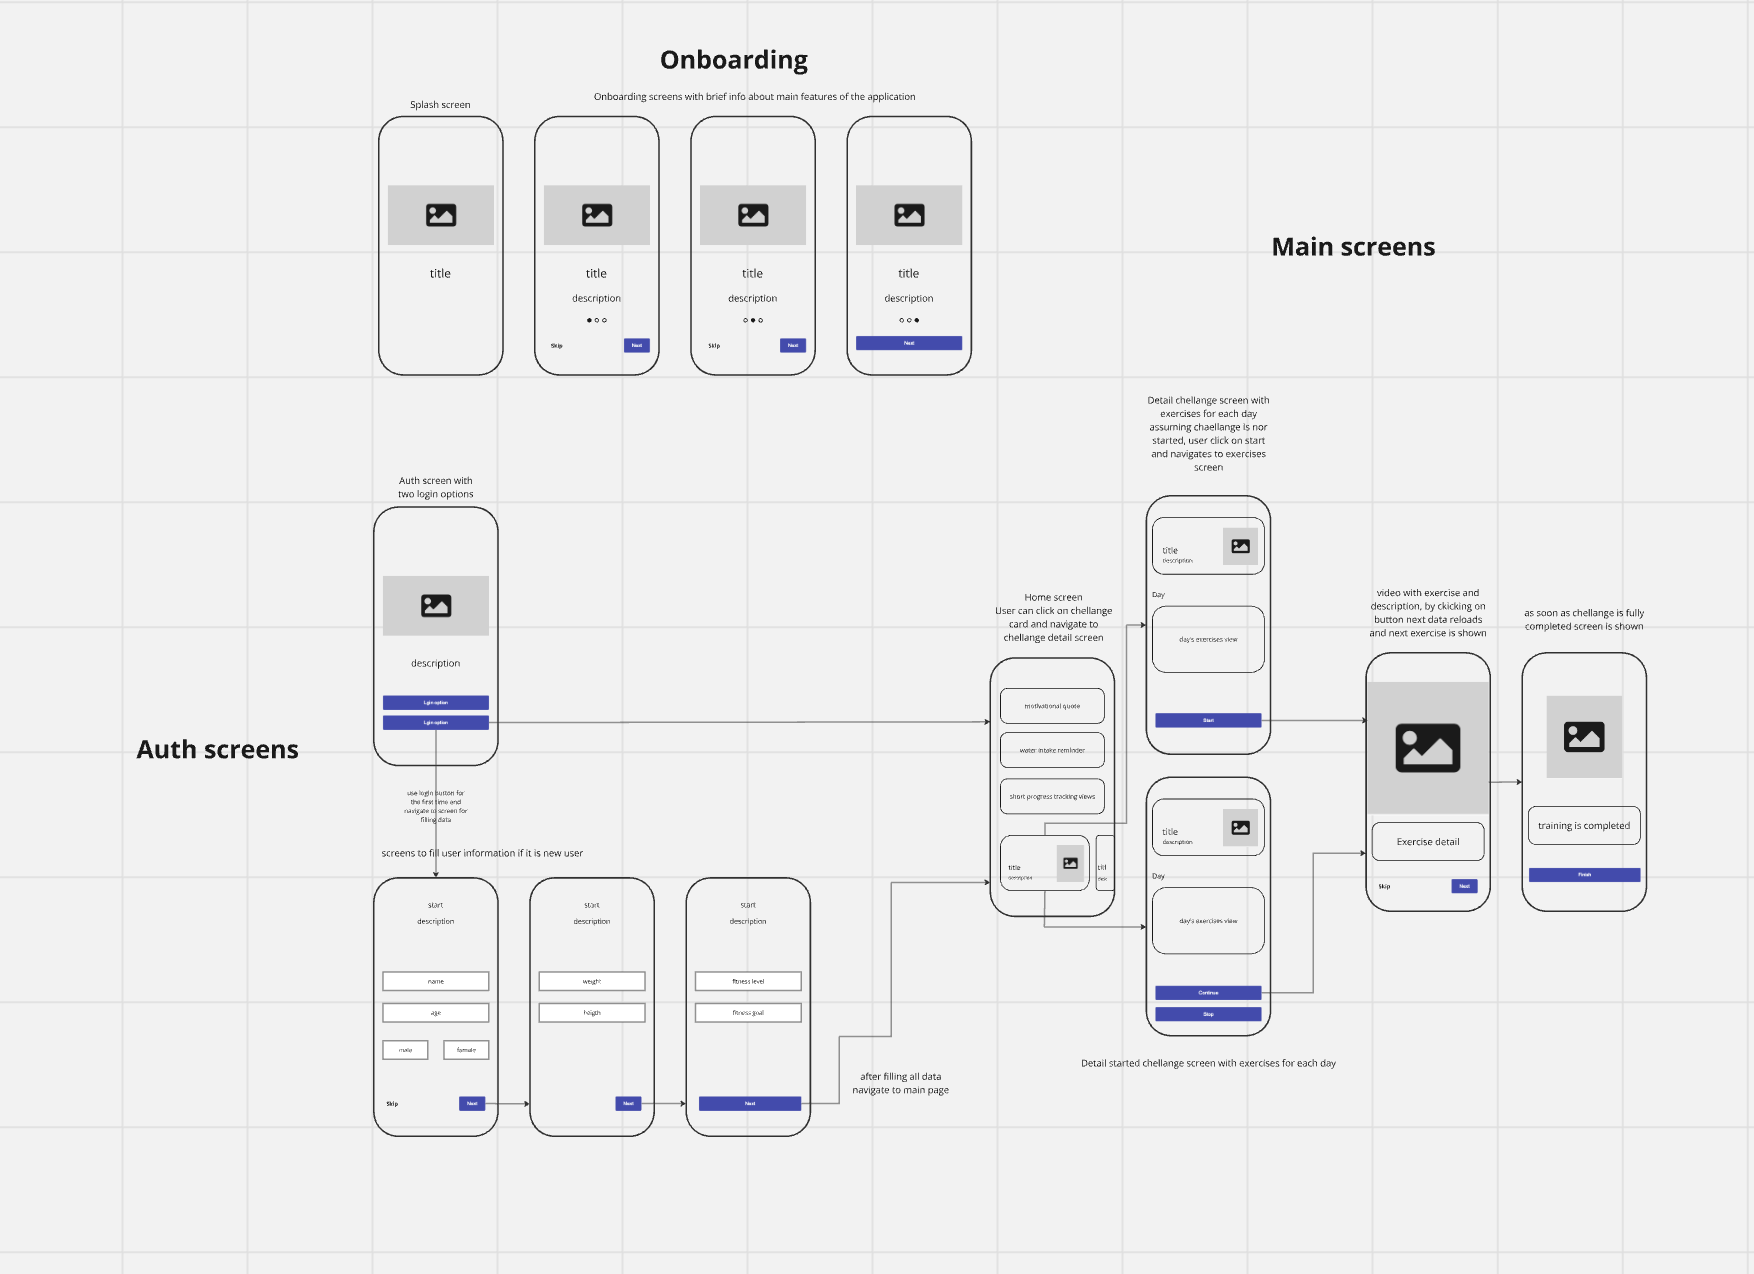 Onboarding
Splash screen
Onboarding screens with brief info about main features of the application
title
title
description
Skip
Next
title
description
Skip
Next
title
description
Next
Main screens
Auth screens
Auth screen with
two login options
description
Lgin option
Lgin option
use login button for
the first time end
navigate to screen for
filling data
screens to fill user information if it is new user
start
description
name
age
male
female
Skip
Next
start
description
weight
heigth
Next
start
description
fitness level
fitness goal
Next
after filling all data
navigate to main page
Home screen
User can click on chellange
card and navigate to
chellange detail screen
motivational quote
water intake reminder
short progress tracking views
title
description
titl
desc
Detail chellange screen with
exercises for each day
assuming chaellange is nor
started, user click on start
and navigates to exercises
screen
title
Description
Day
day's exercises view
Start
title
description
Day
day's exercises view
Continue
Stop
Detail started chellange screen with exercises for each day
video with exercise and
description, by ckicking on
button next data reloads
and next exercise is shown
Exercise detail
Skip
Next
as soon as chellange is fully
completed screen is shown
training is completed
Finish